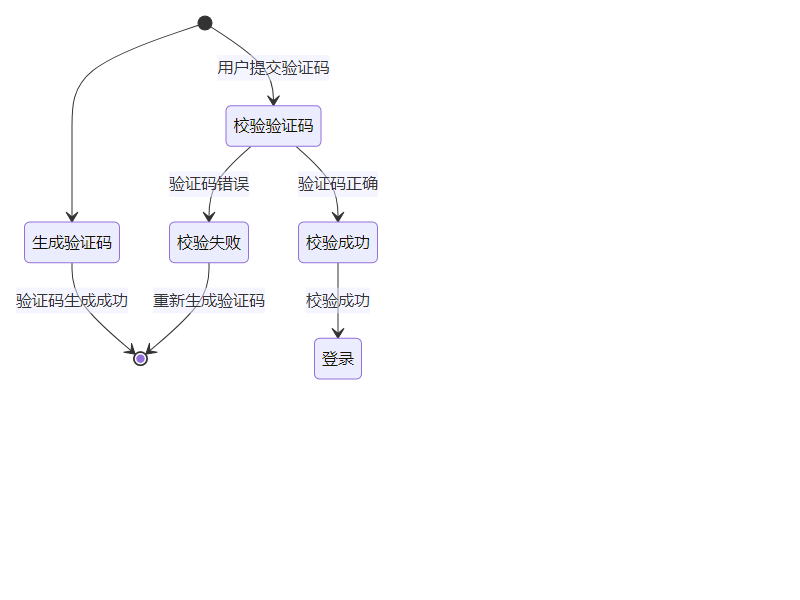 用户提交验证码
校验验证码
验证码错误
验证码正确
生成验证码
校验失败
校验成功
验证码生成成功
重新生成验证码
校验成功
登录